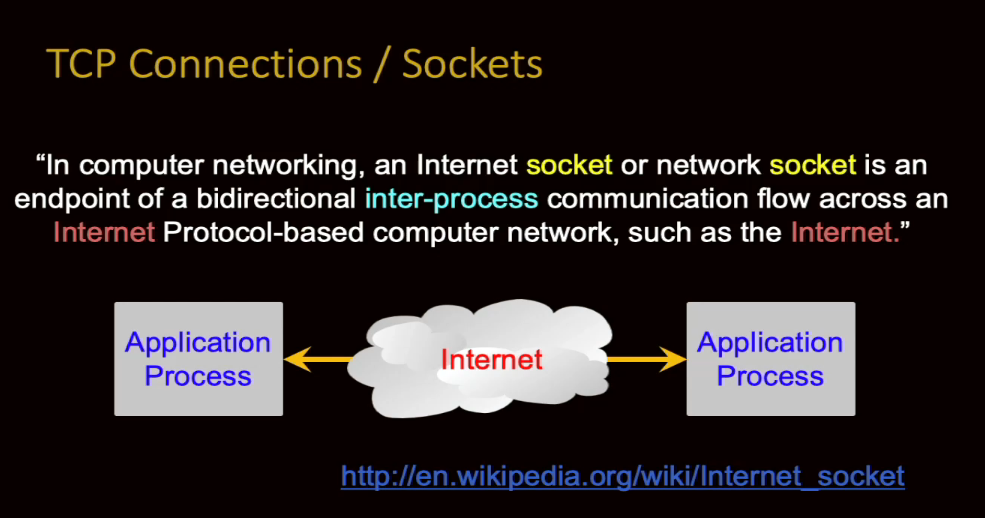 TCP Connections / Sockets
“In computer networking, an Internet socket or network socket is an
endpoint of a bidirectional inter-process communication flow across an
Internet Protocol-based computer network, such as the Internet.”
Application
Process
Internet
Application
Process
http://en.wikipedia.org/wiki/Internet_socket